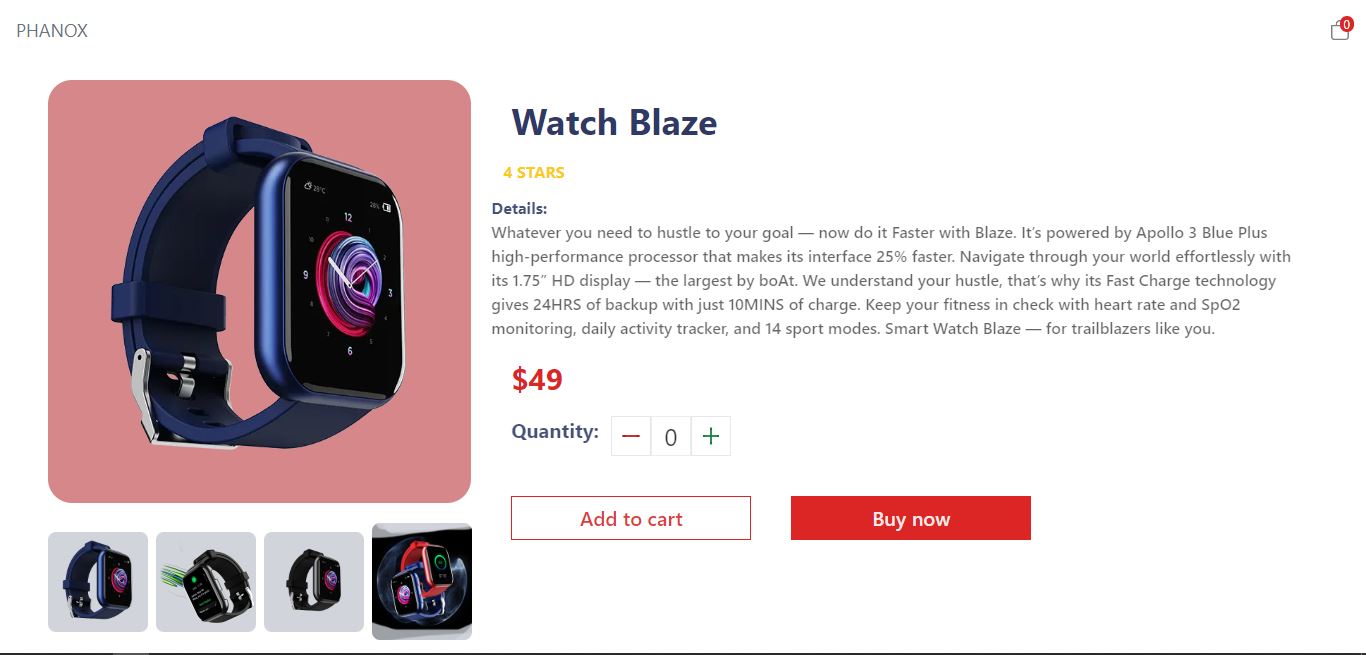 PHANOX
0
Watch Blaze
4 STARS
Details:
Whatever you need to hustle to your goal — now do it Faster with Blaze. It’s powered by Apollo 3 Blue Plus
high-performance processor that makes its interface 25% faster. Navigate through your world effortlessly with
its 1.75” HD display — the largest by boAt. We understand your hustle, that’s why its Fast Charge technology
gives 24HRS of backup with just 10MINS of charge. Keep your fitness in check with heart rate and SpO2
monitoring, daily activity tracker, and 14 sport modes. Smart Watch Blaze — for trailblazers like you.
$49
Quantity: — 0 +
Add to cart
Buy now
12
9
3
6